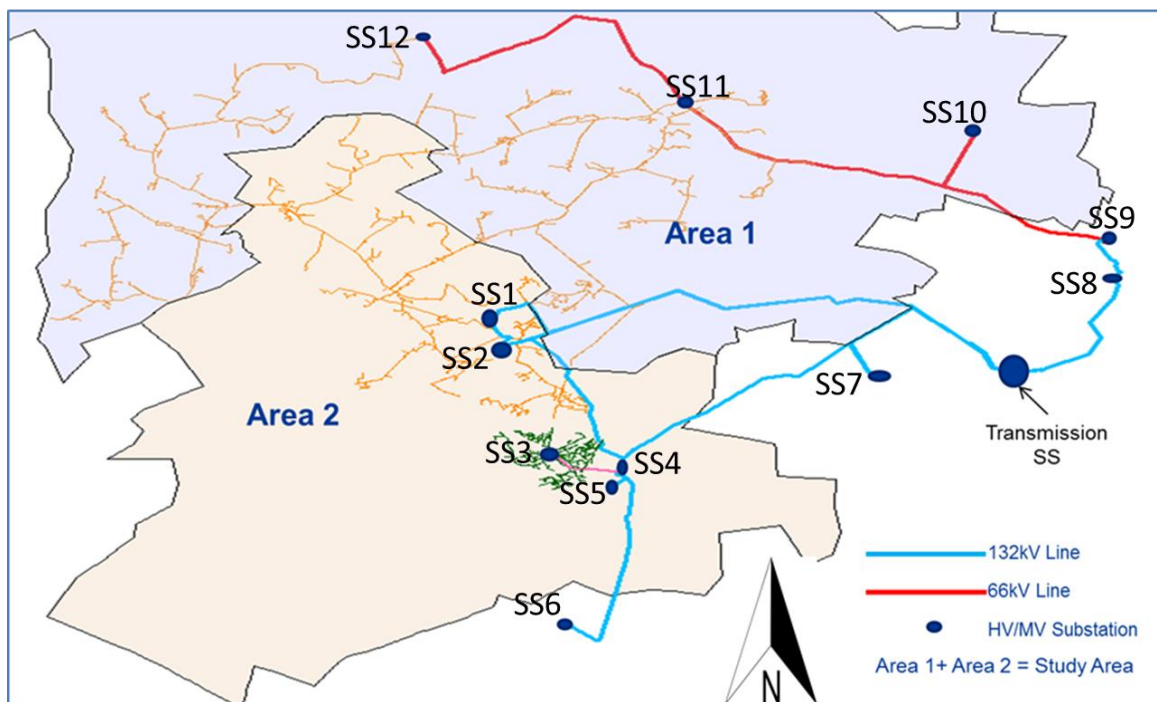 SS12
SS11
SS10
SS9
Area 1
SS8
SS1
SS2
SS7
Area 2
Transmission
SS
SS3
SS4
SS5
132kV Line
66kV Line
SS6
HV/MV Substation
Area 1+ Area 2 = Study Area
N